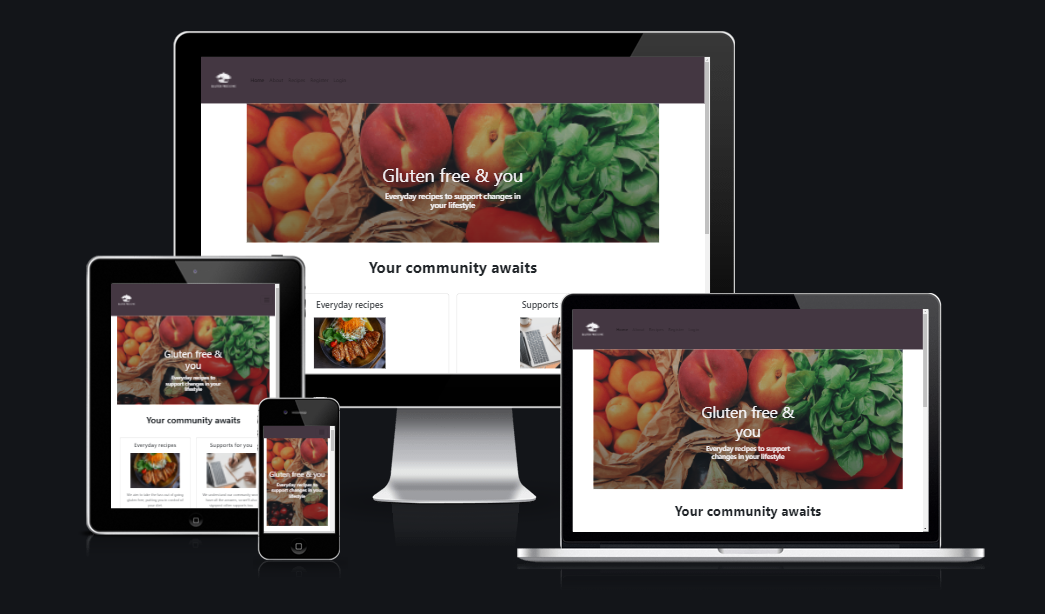 Gluten free & you
Everyday recipes to support changes in
your lifestyle
Your community awaits
Everyday recipes
Supports
Gluten free &
you
Everyday recipes to
support changes in your
lifestyle
Your community awaits
Everyday recipes
Supports for you
Gluten free & you
Everyday recipes to
support changes in your
lifestyle
Gluten free &
you
Everyday recipes to support
changes in your lifestyle
Your community awaits